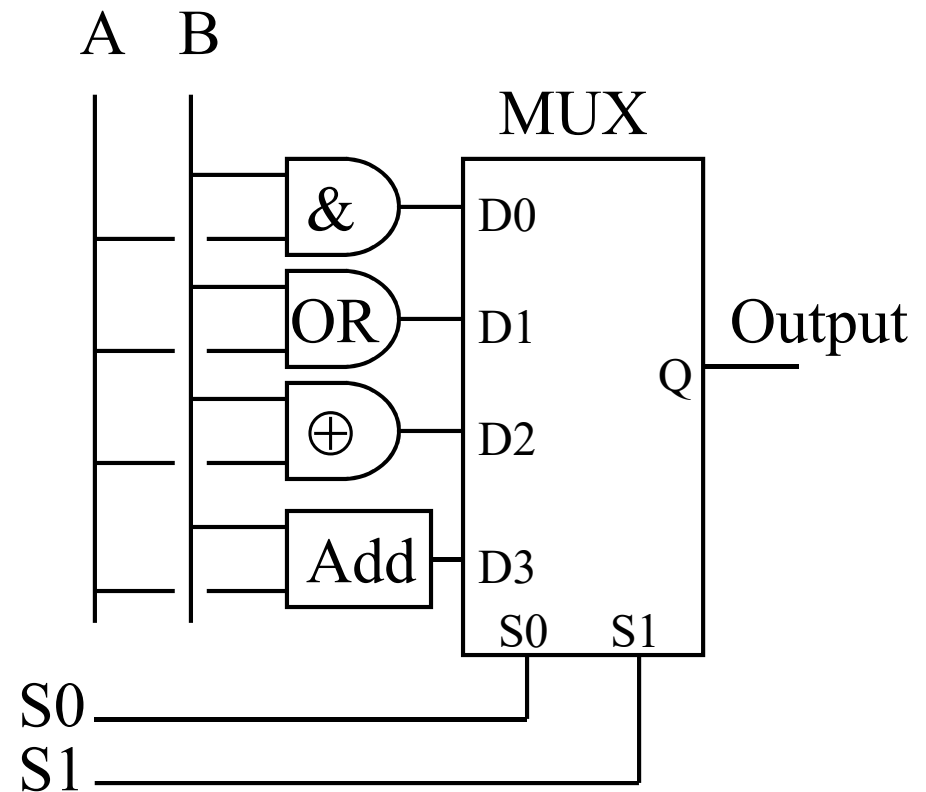 A B
MUX
& D0
OR D1
Output
Q
⊕ D2
Add D3
S0 S1
S0
S1